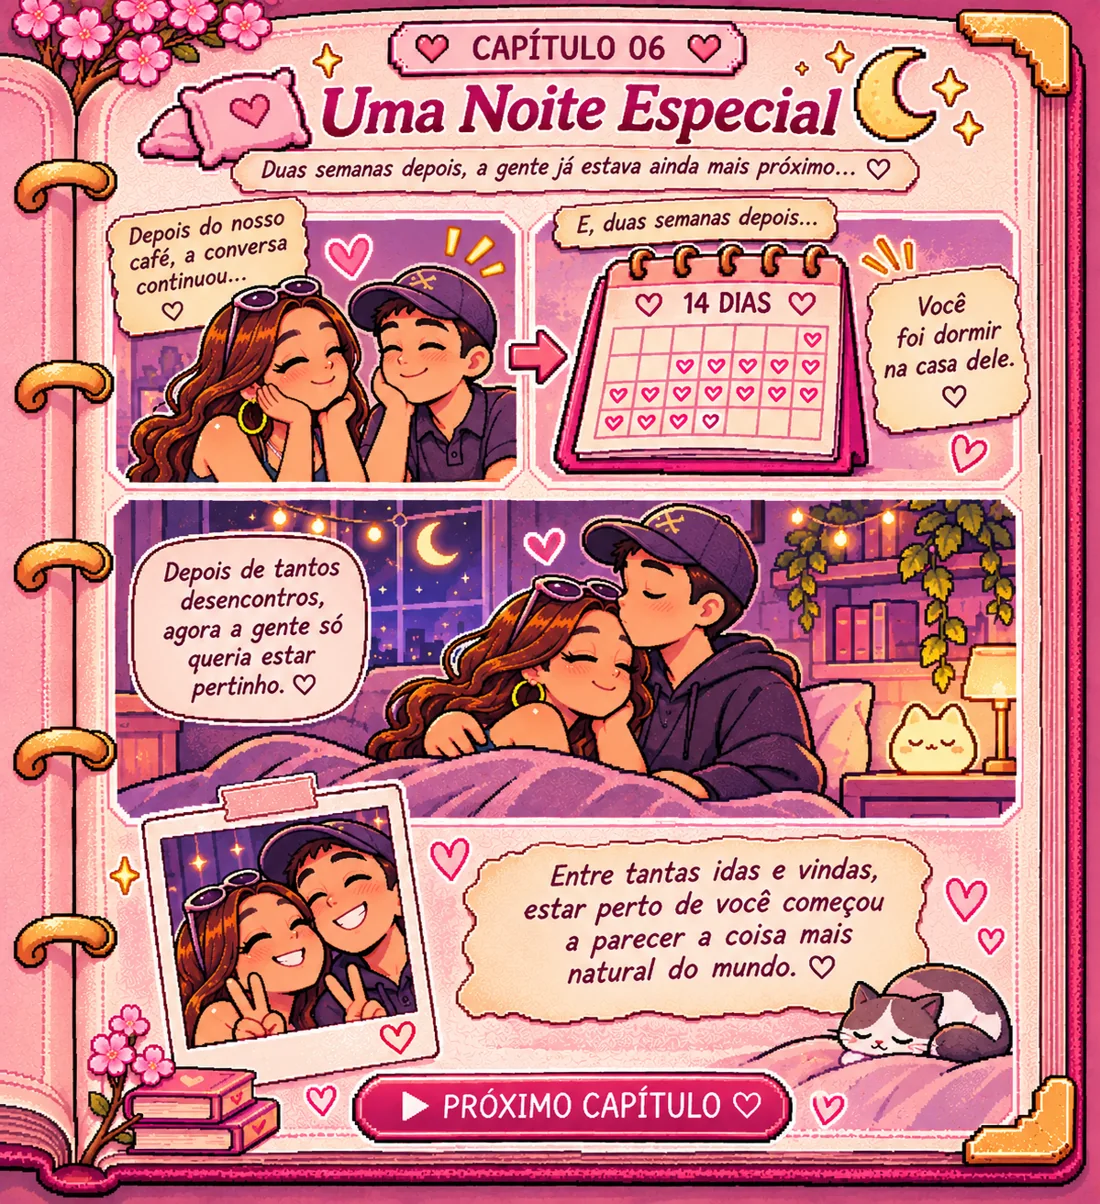 ♡ CAPÍTULO 06 ♡
Uma Noite Especial
Duas semanas depois, a gente já estava ainda mais próximo... ♡
Depois do nosso
café, a conversa
continuou...
♡
E, duas semanas depois...
♡ 14 DIAS ♡
Você
foi dormir
na casa dele.
♡
Depois de tantos
desencontros,
agora a gente só
queria estar
pertinho. ♡
Entre tantas idas e vindas,
estar perto de você começou
a parecer a coisa mais
natural do mundo. ♡
▶ PRÓXIMO CAPÍTULO ♡